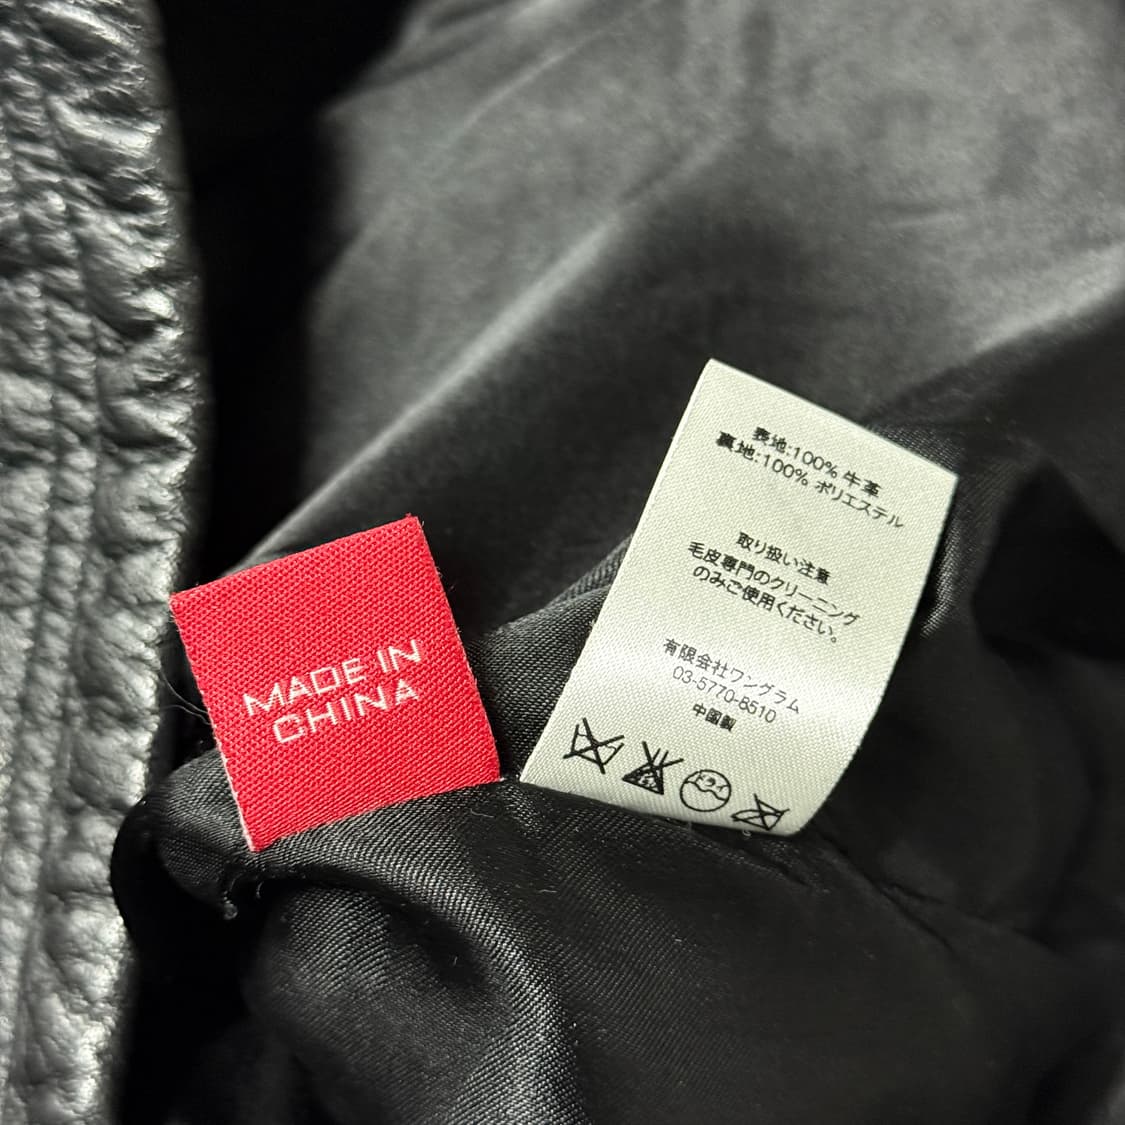 MADE IN
CHINA
表地:100% 牛革
裏地:100% ポリエステル
取り扱い注意
毛皮専門のクリーニング
のみご使用ください。
有限会社ワングラム
03-5770-8510
中国製
ドライ